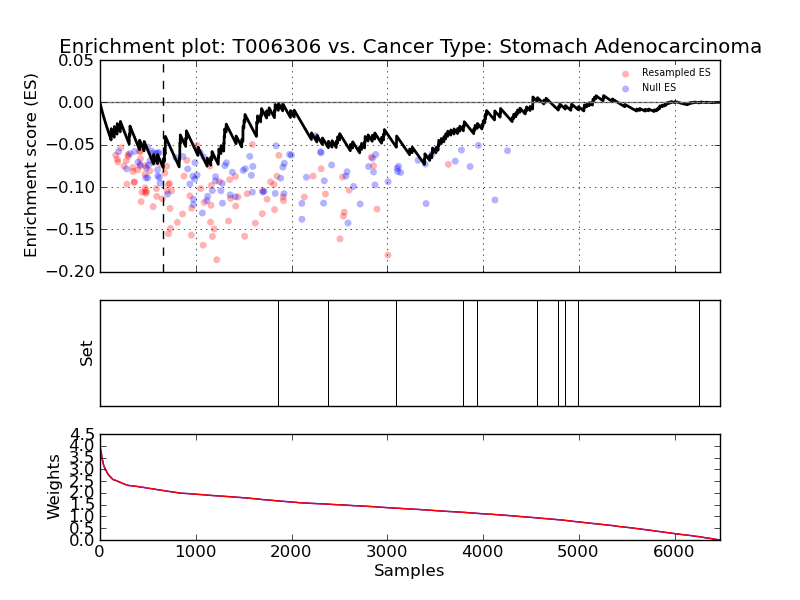 Enrichment plot: T006306 vs. Cancer Type: Stomach Adenocarcinoma
Enrichment score (ES)
0.05
0.00
−0.05
−0.10
−0.15
−0.20
Resampled ES
Null ES
Set
Weights
4.5
4.0
3.5
3.0
2.5
2.0
1.5
1.0
0.5
0.0
0 1000 2000 3000 4000 5000 6000
Samples